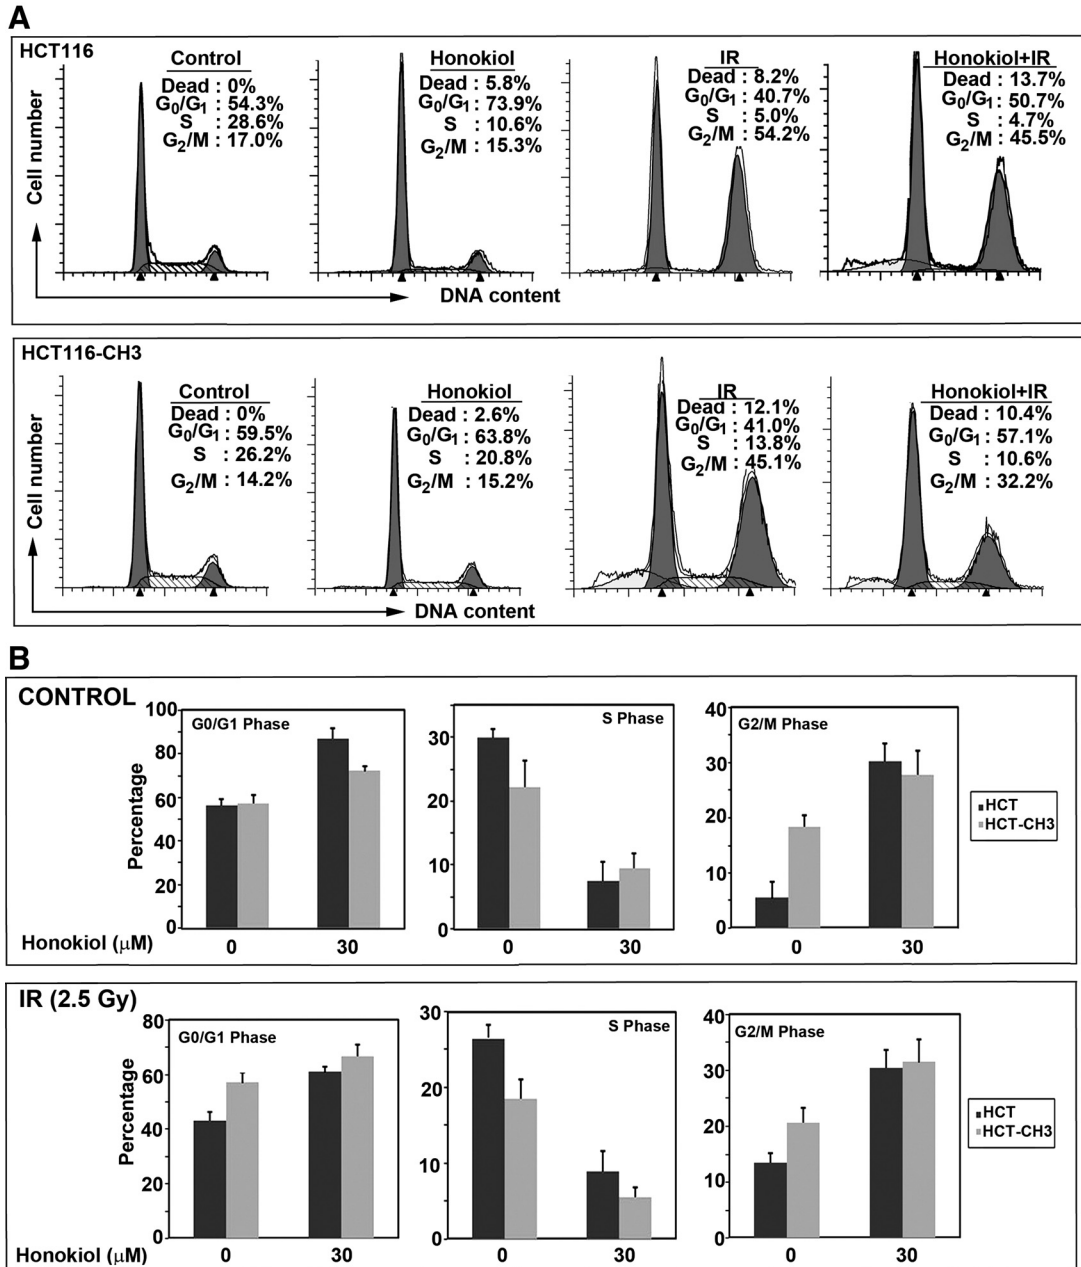 A
HCT116
Control
Dead : 0%
G0/G1 : 54.3%
S : 28.6%
G2/M : 17.0%
Honokiol
Dead : 5.8%
G0/G1 : 73.9%
S : 10.6%
G2/M : 15.3%
IR
Dead : 8.2%
G0/G1 : 40.7%
S : 5.0%
G2/M : 54.2%
Honokiol+IR
Dead : 13.7%
G0/G1 : 50.7%
S : 4.7%
G2/M : 45.5%
Cell number
DNA content
HCT116-CH3
Control
Dead : 0%
G0/G1 : 59.5%
S : 26.2%
G2/M : 14.2%
Honokiol
Dead : 2.6%
G0/G1 : 63.8%
S : 20.8%
G2/M : 15.2%
IR
Dead : 12.1%
G0/G1 : 41.0%
S : 13.8%
G2/M : 45.1%
Honokiol+IR
Dead : 10.4%
G0/G1 : 57.1%
S : 10.6%
G2/M : 32.2%
Cell number
DNA content
B
CONTROL
G0/G1 Phase
Percentage
100
80
60
40
20
0
S Phase
30
20
10
0
G2/M Phase
40
30
20
10
0
HCT
HCT-CH3
Honokiol (μM) 0 30 0 30 0 30
IR (2.5 Gy)
G0/G1 Phase
Percentage
80
60
40
20
0
S Phase
30
20
10
0
G2/M Phase
40
30
20
10
0
HCT
HCT-CH3
Honokiol (μM) 0 30 0 30 0 30